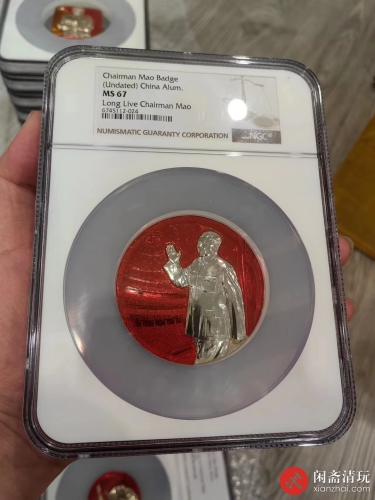 Chairman Mao Badge
(Undated) China Alum.
MS 67
Long Live Chairman Mao
6745112-024
NUMISMATIC GUARANTY CORPORATION
NGC
闲斋清玩
xianzhai.com